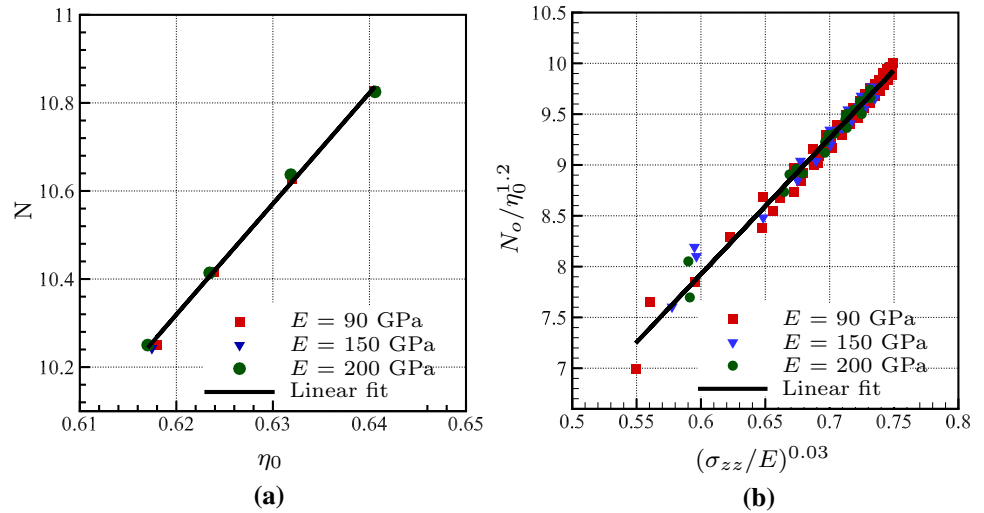 11
10.8
10.6
10.4
10.2
N
0.61 0.62 0.63 0.64 0.65
η₀
E = 90 GPa
E = 150 GPa
E = 200 GPa
Linear fit
(a)
10.5
10
9.5
9
8.5
8
7.5
7
Nₒ/η₀^1.2
0.5 0.55 0.6 0.65 0.7 0.75 0.8
(σ_zz/E)^0.03
E = 90 GPa
E = 150 GPa
E = 200 GPa
Linear fit
(b)